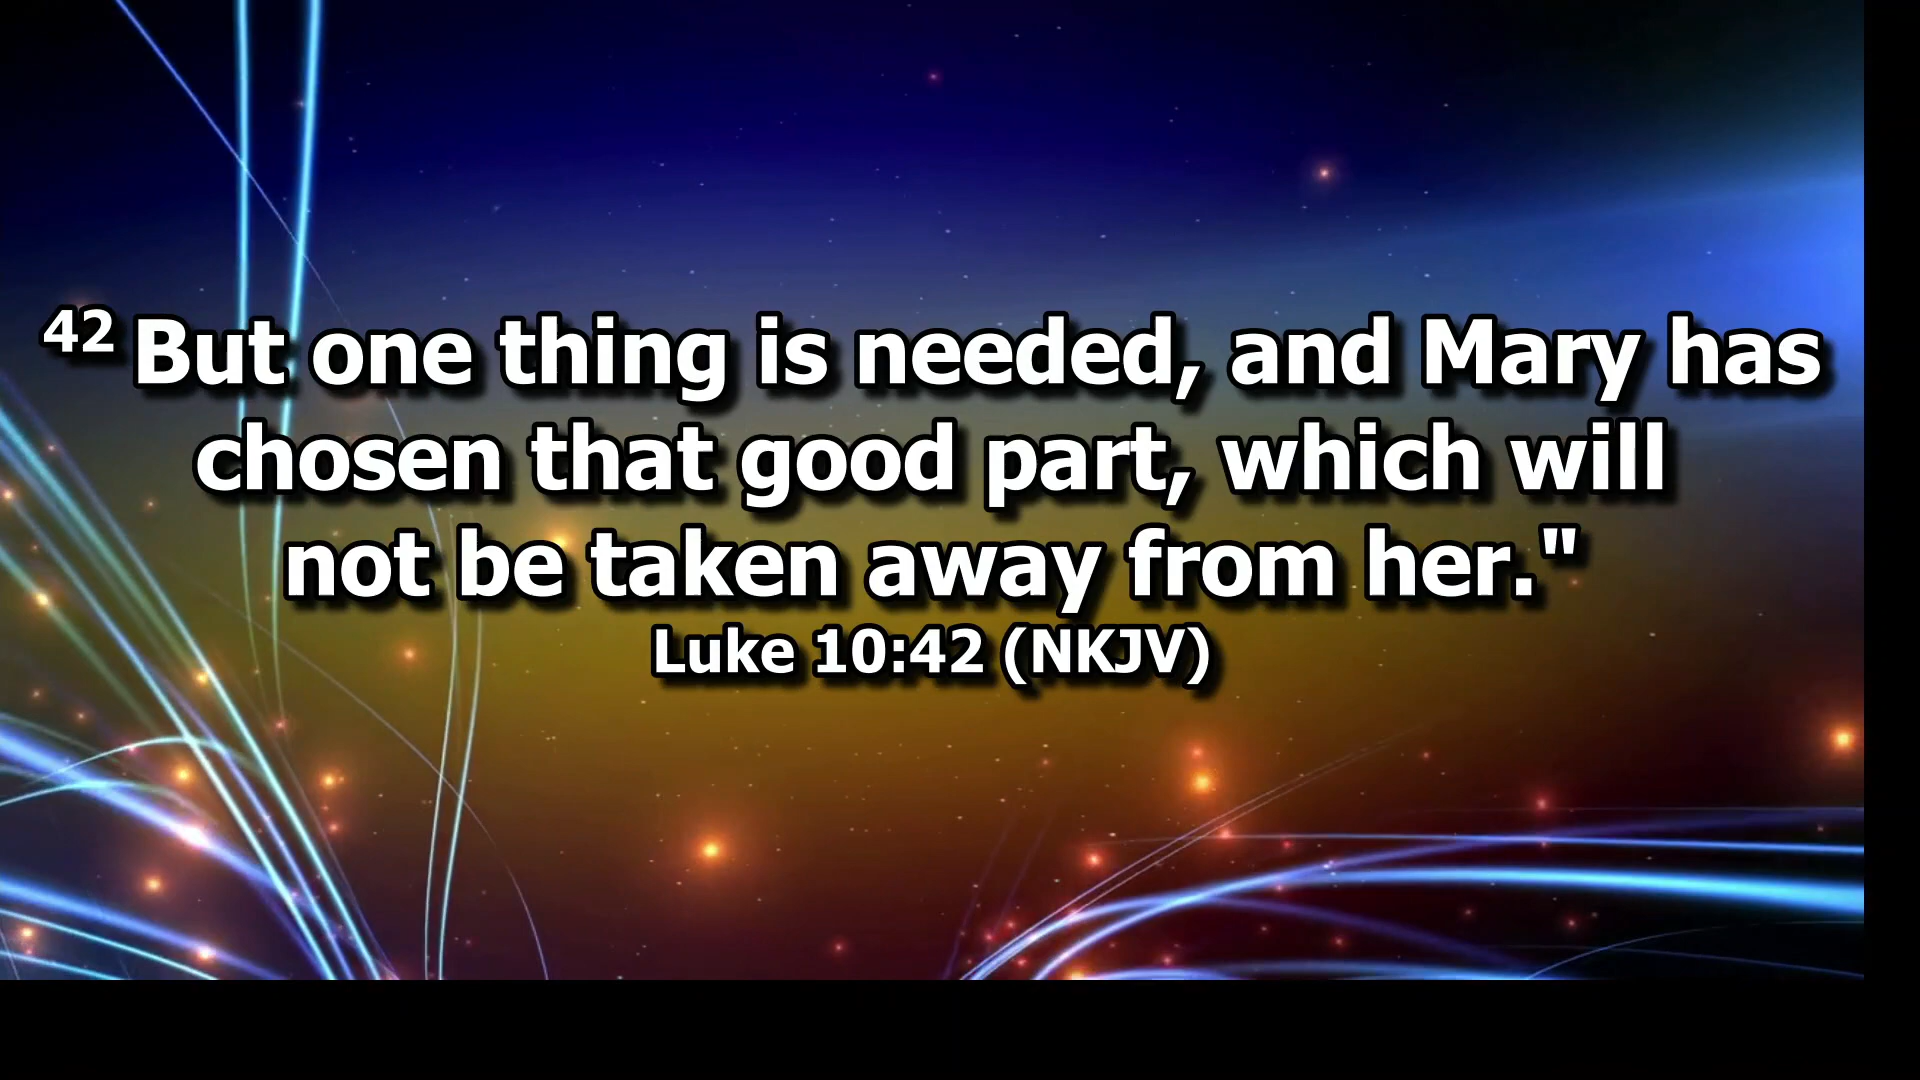 42 But one thing is needed, and Mary has
chosen that good part, which will
not be taken away from her."
Luke 10:42 (NKJV)